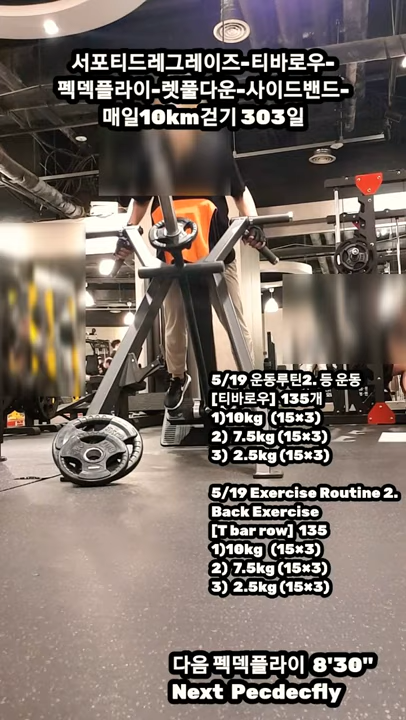 서포티드레그레이즈-티바로우-
펙덱플라이-렛풀다운-사이드밴드-
매일10km걷기 303일
5/19 운동루틴2. 등 운동
[티바로우] 135개
1)10kg (15×3)
2) 7.5kg (15×3)
3) 2.5kg (15×3)
5/19 Exercise Routine 2.
Back Exercise
[T bar row] 135
1)10kg (15×3)
2) 7.5kg (15×3)
3) 2.5kg (15×3)
다음 펙덱플라이 8'30"
Next Pecdecfly